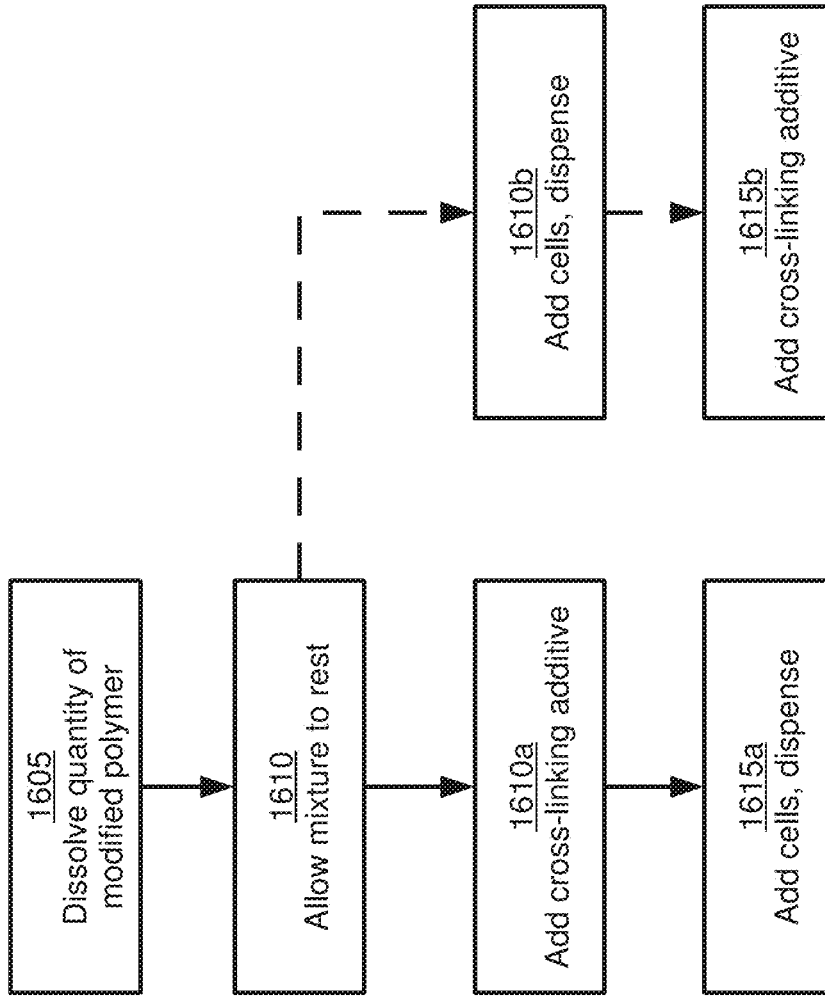 1605
Dissolve quantity of
modified polymer
1610
Allow mixture to rest
1610a
Add cross-linking additive
1615a
Add cells, dispense
1610b
Add cells, dispense
1615b
Add cross-linking additive